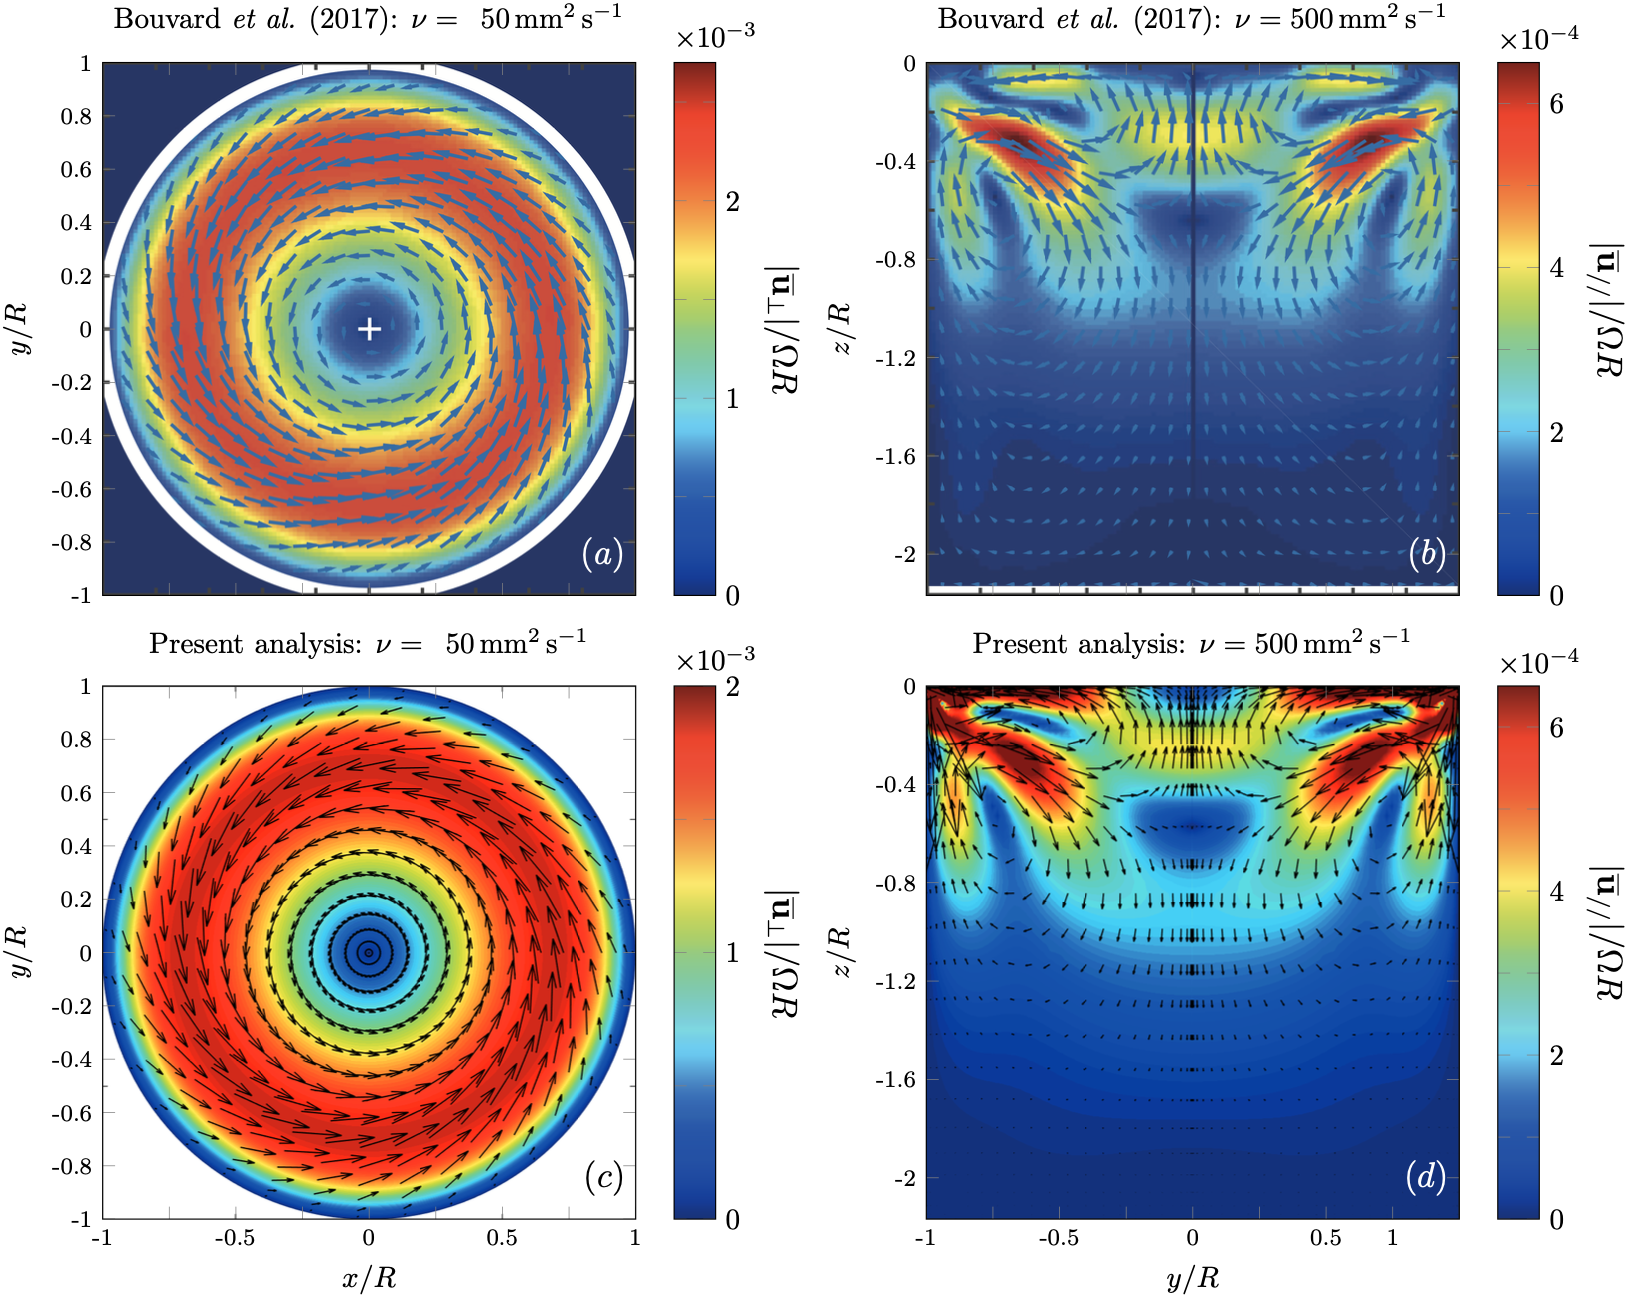 Bouvard et al. (2017): ν = 50 mm² s⁻¹
Bouvard et al. (2017): ν = 500 mm² s⁻¹
×10⁻³
×10⁻⁴
1
0.8
0.6
0.4
0.2
0
-0.2
-0.4
-0.6
-0.8
-1
y/R
(a)
2
1
0
|u⊥|/ΩR
0
-0.4
-0.8
-1.2
-1.6
-2
z/R
(b)
6
4
2
0
|u//|/ΩR
Present analysis: ν = 50 mm² s⁻¹
Present analysis: ν = 500 mm² s⁻¹
×10⁻³
×10⁻⁴
1
0.8
0.6
0.4
0.2
0
-0.2
-0.4
-0.6
-0.8
-1
y/R
(c)
-1 -0.5 0 0.5 1
x/R
2
1
0
|u⊥|/ΩR
0
-0.4
-0.8
-1.2
-1.6
-2
z/R
(d)
-1 -0.5 0 0.5 1
y/R
6
4
2
0
|u//|/ΩR